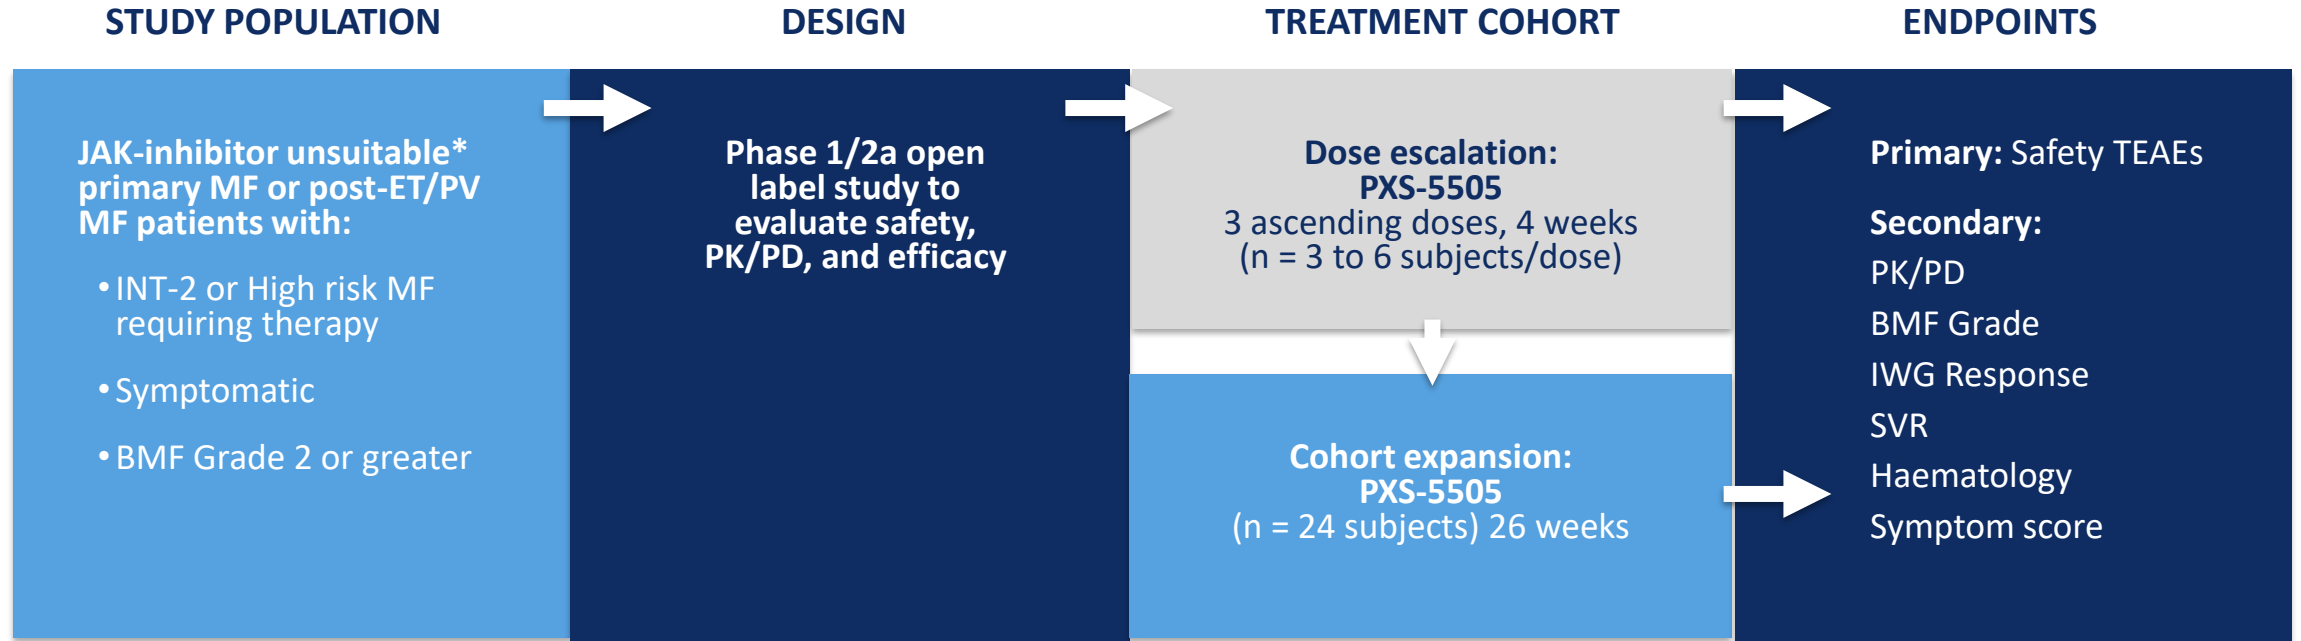 STUDY POPULATION
DESIGN
TREATMENT COHORT
ENDPOINTS
JAK-inhibitor unsuitable*
primary MF or post-ET/PV
MF patients with:
• INT-2 or High risk MF
requiring therapy
• Symptomatic
• BMF Grade 2 or greater
Phase 1/2a open
label study to
evaluate safety,
PK/PD, and efficacy
Dose escalation:
PXS-5505
3 ascending doses, 4 weeks
(n = 3 to 6 subjects/dose)
Cohort expansion:
PXS-5505
(n = 24 subjects) 26 weeks
Primary: Safety TEAEs
Secondary:
PK/PD
BMF Grade
IWG Response
SVR
Haematology
Symptom score